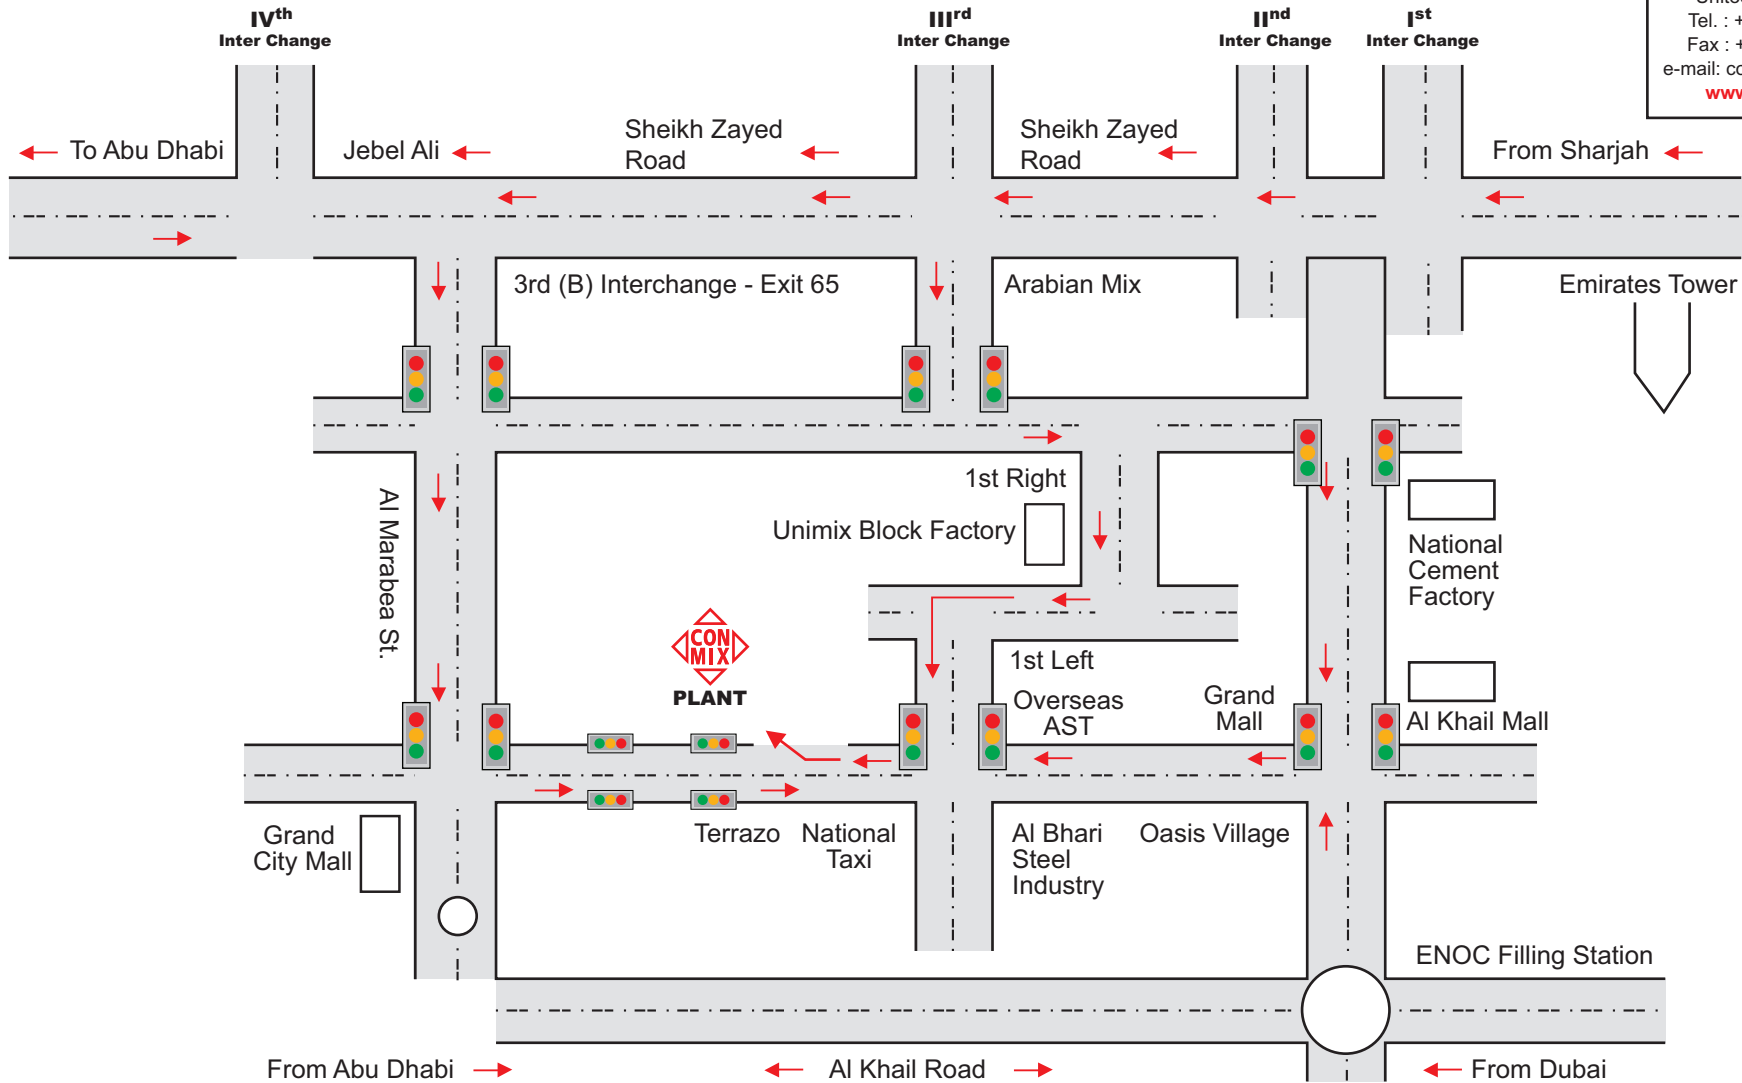 IVth
Inter Change
IIIrd
Inter Change
IInd
Inter Change
Ist
Inter Change
Tel. : +
Fax : +
e-mail: co
www
To Abu Dhabi
Jebel Ali
Sheikh Zayed
Road
Sheikh Zayed
Road
From Sharjah
3rd (B) Interchange - Exit 65
Arabian Mix
Emirates Tower
Al Marabea St.
1st Right
Unimix Block Factory
National
Cement
Factory
CON
MIX
PLANT
1st Left
Overseas
AST
Grand
Mall
Al Khail Mall
Grand
City Mall
Terrazo
National
Taxi
Al Bhari
Steel
Industry
Oasis Village
ENOC Filling Station
From Abu Dhabi
Al Khail Road
From Dubai